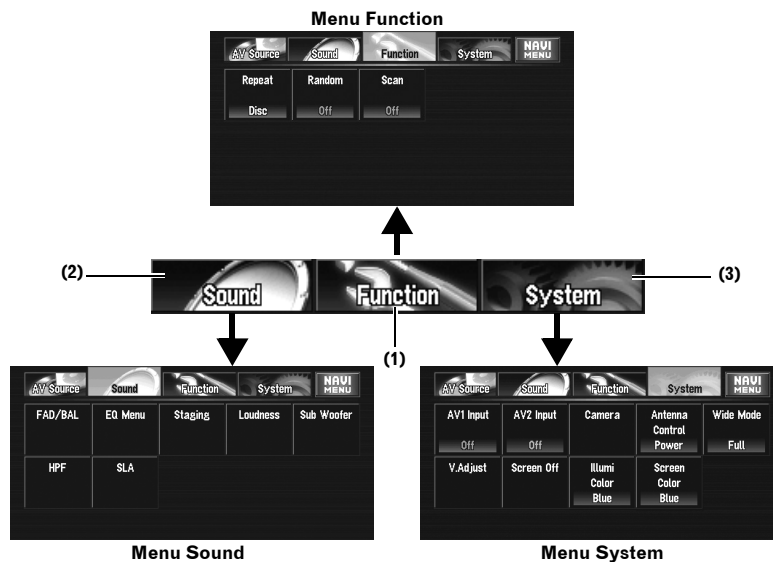 Menu Function
AV Source Sound Function System NAVI MENU
Repeat Random Scan
Disc Off Off
(2) (3)
Sound Function System
(1)
AV Source Sound Function System NAVI MENU
FAD/BAL EQ Menu Staging Loudness Sub Woofer
HPF SLA
Menu Sound
AV Source Sound Function System NAVI MENU
AV1 Input AV2 Input Camera Antenna Control Power Wide Mode
Off Off Full
V.Adjust Screen Off Illumi Color Blue Screen Color Blue
Menu System